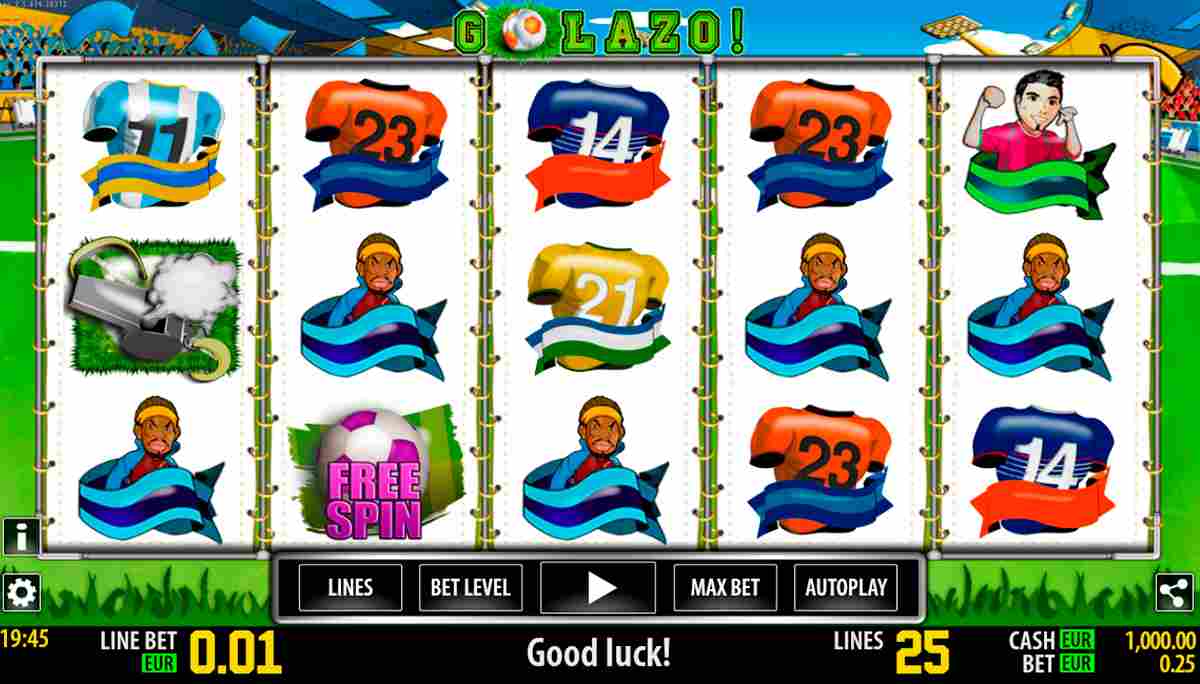 GOLAZO!
11
23
14
23
21
FREE
SPIN
23
14
i
LINES
BET LEVEL
MAX BET
AUTOPLAY
19:45
LINE BET
EUR
0.01
Good luck!
LINES
25
CASH EUR 1,000.00
BET EUR 0.25